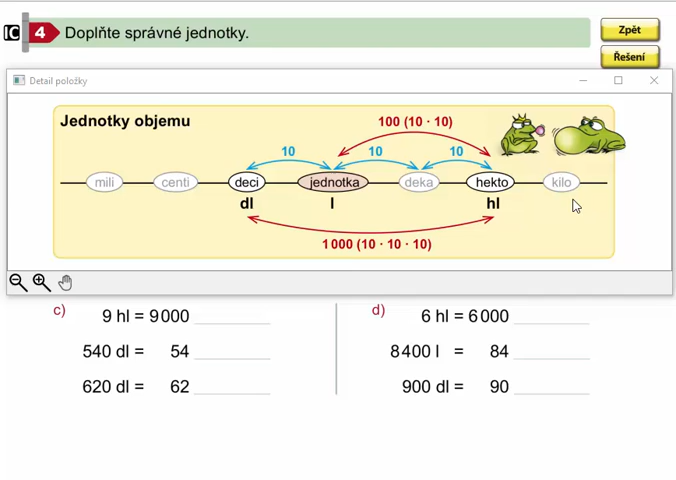 IC 4 Doplňte správné jednotky.
Zpět
Řešení
Detail položky
Jednotky objemu
100 (10 · 10)
10 10 10
mili centi deci jednotka deka hekto kilo
dl l hl
1 000 (10 · 10 · 10)
c) 9 hl = 9 000
540 dl = 54
620 dl = 62
d) 6 hl = 6 000
8 400 l = 84
900 dl = 90